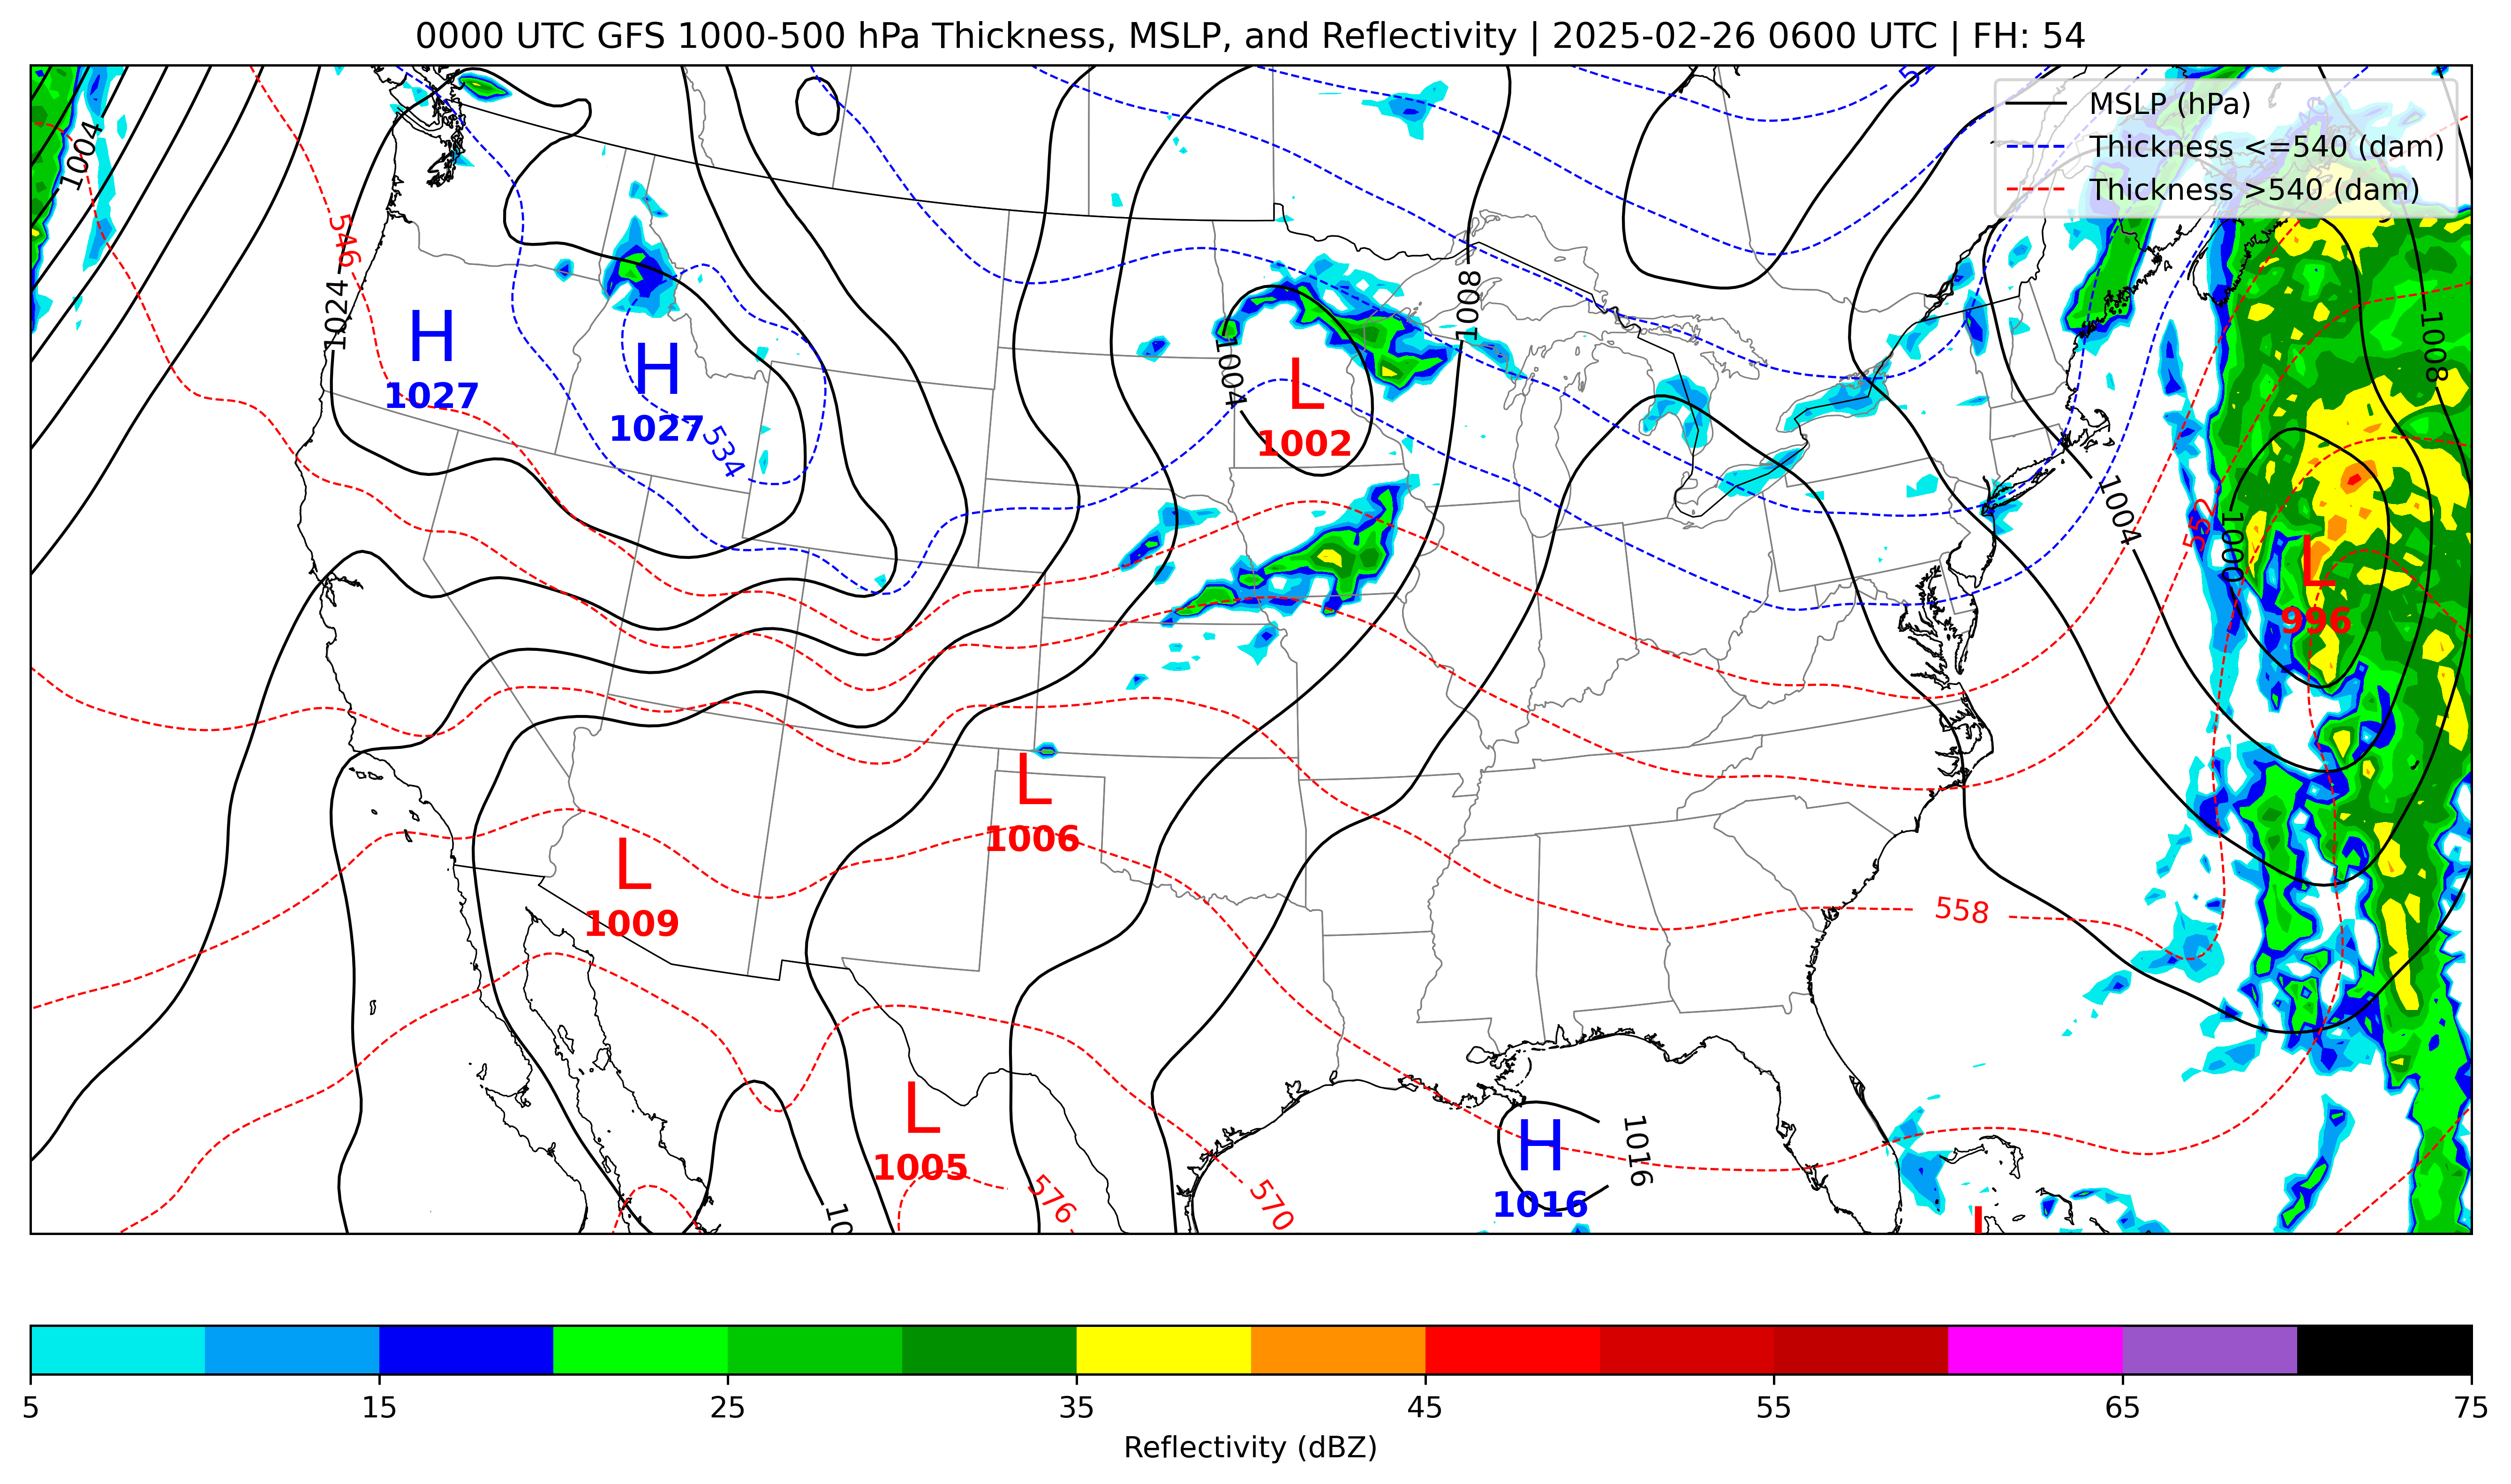 0000 UTC GFS 1000-500 hPa Thickness, MSLP, and Reflectivity | 2025-02-26 0600 UTC | FH: 54
MSLP (hPa)
Thickness <=540 (dam)
Thickness >540 (dam)
1004
546
1024
H
1027
H
1027
534
1004
L
1002
1008
1008
1004
552
1000
L
996
L
1006
L
1009
558
L
1005
576
570
H
1016
1016
L
5
15
25
35
45
55
65
75
Reflectivity (dBZ)